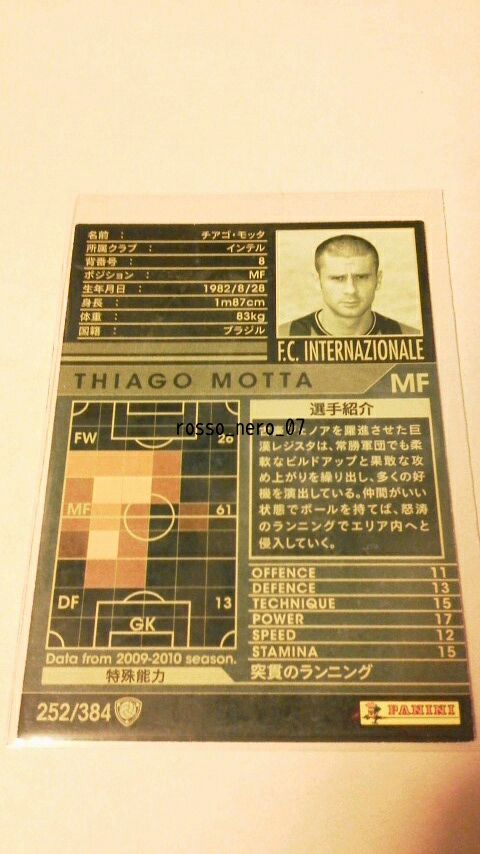 名前 : チアゴ・モッタ
所属クラブ : インテル
背番号 : 8
ポジション : MF
生年月日 : 1982/8/28
身長 : 1m87cm
体重 : 83kg
国籍 : ブラジル
F.C. INTERNAZIONALE
THIAGO MOTTA MF
rosso_nero_07
FW 26
MF 61
DF 13
GK
Data from 2009-2010 season.
選手紹介
ノアを躍進させた巨
漢レジスタは、常勝軍団でも柔
軟なビルドアップと果敢な攻
め上がりを繰り出し、多くの好
機を演出している。仲間がいい
状態でボールを持てば、怒涛
のランニングでエリア内へと
侵入していく。
OFFENCE 11
DEFENCE 13
TECHNIQUE 15
POWER 17
SPEED 12
STAMINA 15
特殊能力 突貫のランニング
252/384
PANINI